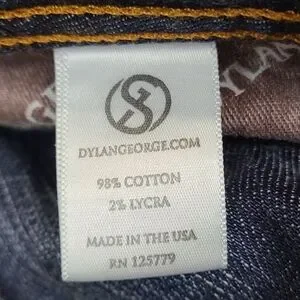 DYLANGEORGE.COM
98% COTTON
2% LYCRA
MADE IN THE USA
RN 125779